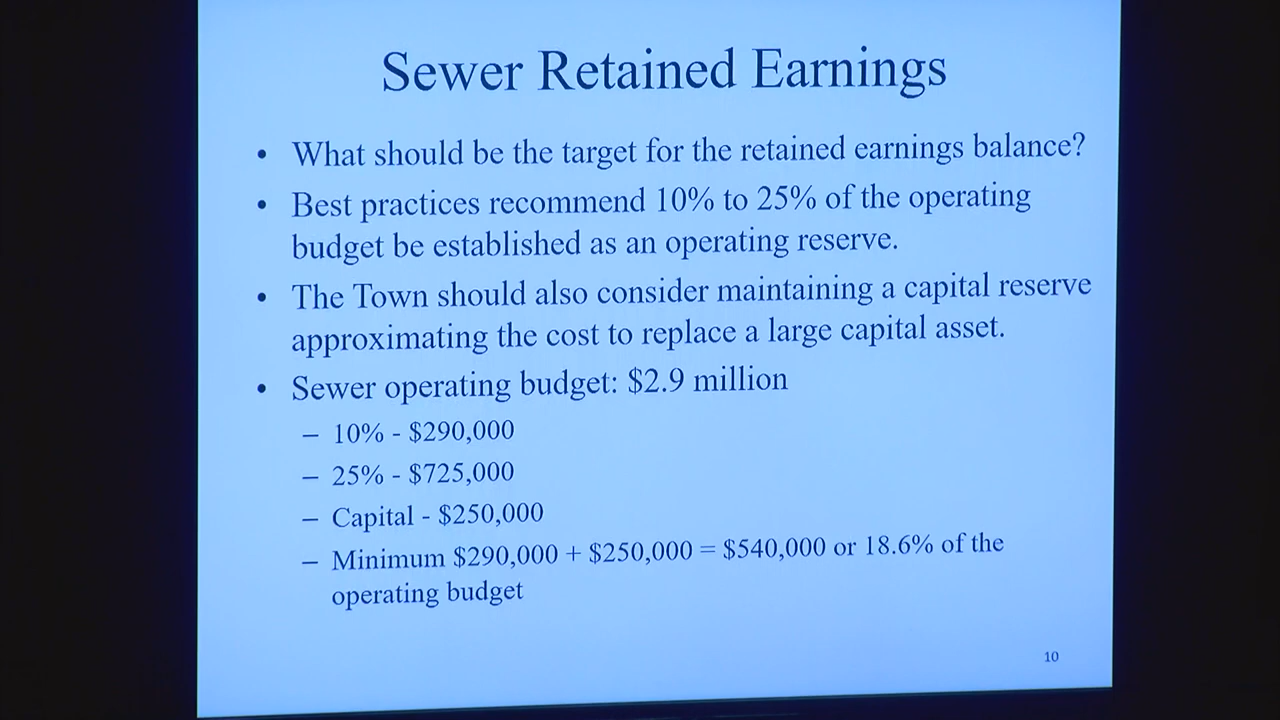 Sewer Retained Earnings
• What should be the target for the retained earnings balance?
• Best practices recommend 10% to 25% of the operating
budget be established as an operating reserve.
• The Town should also consider maintaining a capital reserve
approximating the cost to replace a large capital asset.
• Sewer operating budget: $2.9 million
– 10% - $290,000
– 25% - $725,000
– Capital - $250,000
– Minimum $290,000 + $250,000 = $540,000 or 18.6% of the
operating budget
10